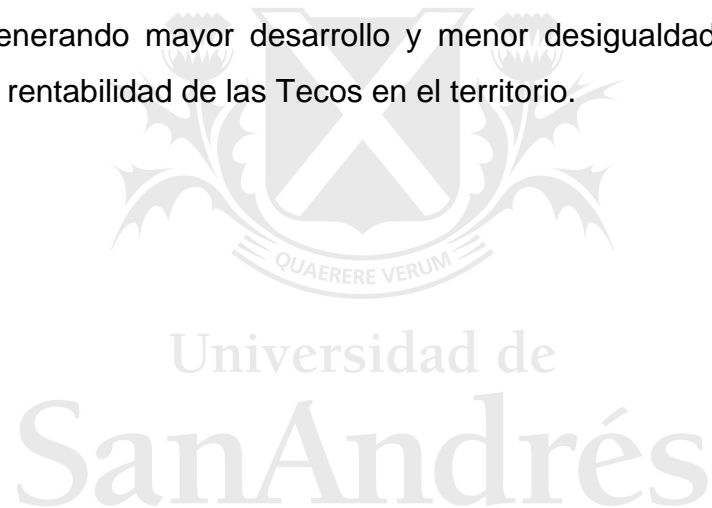 enerando mayor desarrollo y menor desigualdad
rentabilidad de las Tecos en el territorio.
QUAERERE VERUM
Universidad de
SanAndrés